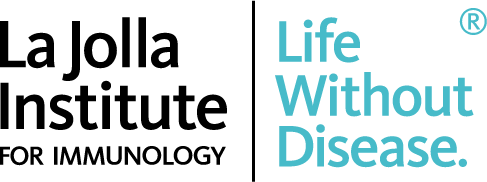 La Jolla
Institute
FOR IMMUNOLOGY
Life
Without
Disease.®